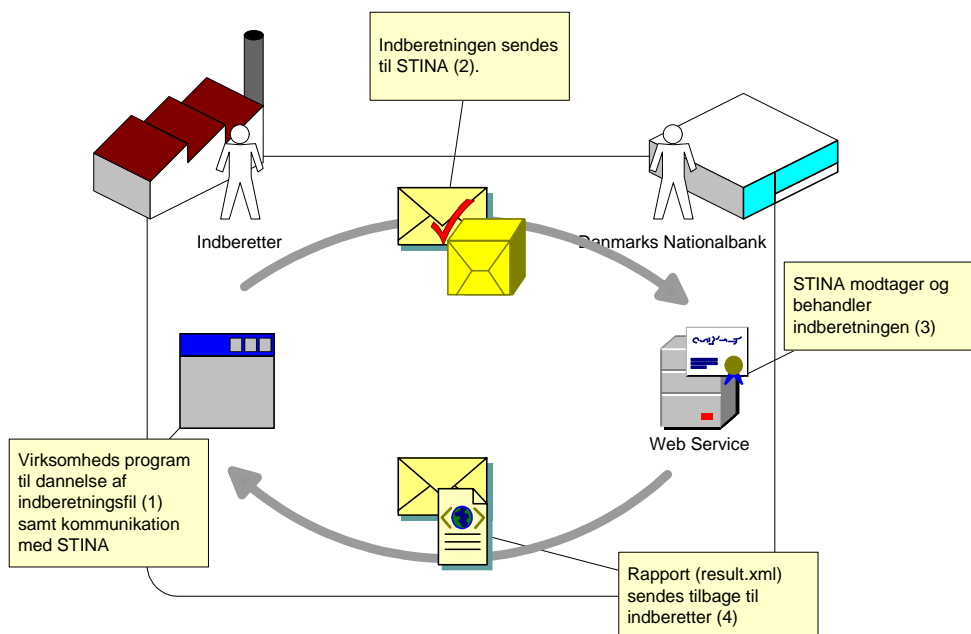 Indberetningen sendes
til STINA (2).
Indberetter
Danmarks Nationalbank
STINA modtager og
behandler
indberetningen (3)
Web Service
Virksomheds program
til dannelse af
indberetningsfil (1)
samt kommunikation
med STINA
Rapport (result.xml)
sendes tilbage til
indberetter (4)